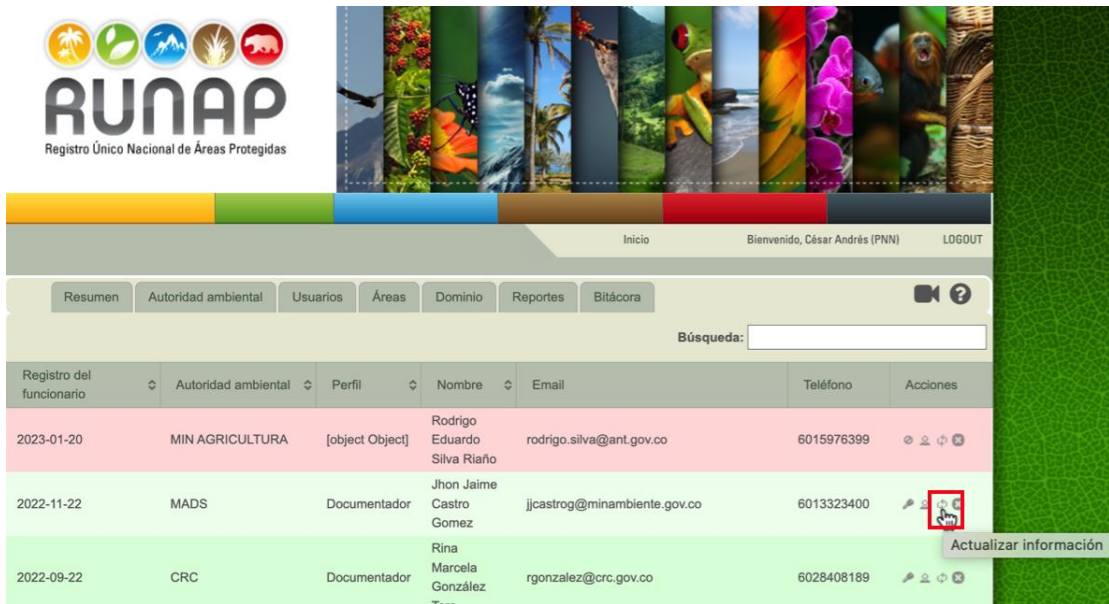 RUNAP
Registro Único Nacional de Áreas Protegidas
Inicio Bienvenido, César Andrés (PNN) LOGOUT
Resumen Autoridad ambiental Usuarios Áreas Dominio Reportes Bitácora
Búsqueda:
Registro del funcionario Autoridad ambiental Perfil Nombre Email Teléfono Acciones
2023-01-20 MIN AGRICULTURA [object Object] Rodrigo Eduardo Silva Riaño rodrigo.silva@ant.gov.co 6015976399
2022-11-22 MADS Documentador Jhon Jaime Castro Gomez jjcastrog@minambiente.gov.co 6013323400
Actualizar información
2022-09-22 CRC Documentador Rina Marcela González rgonzalez@crc.gov.co 6028408189